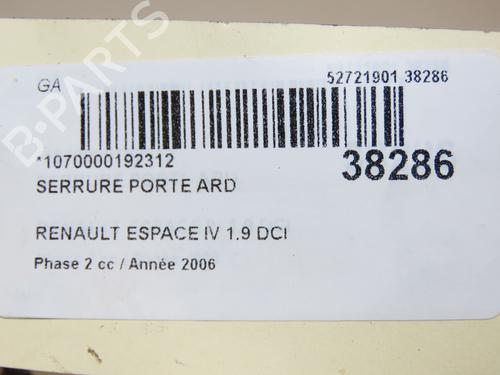 GA
52721901 38286
B-PARTS
*1070000192312
38286
SERRURE PORTE ARD
RENAULT ESPACE IV 1.9 DCI
Phase 2 cc / Année 2006